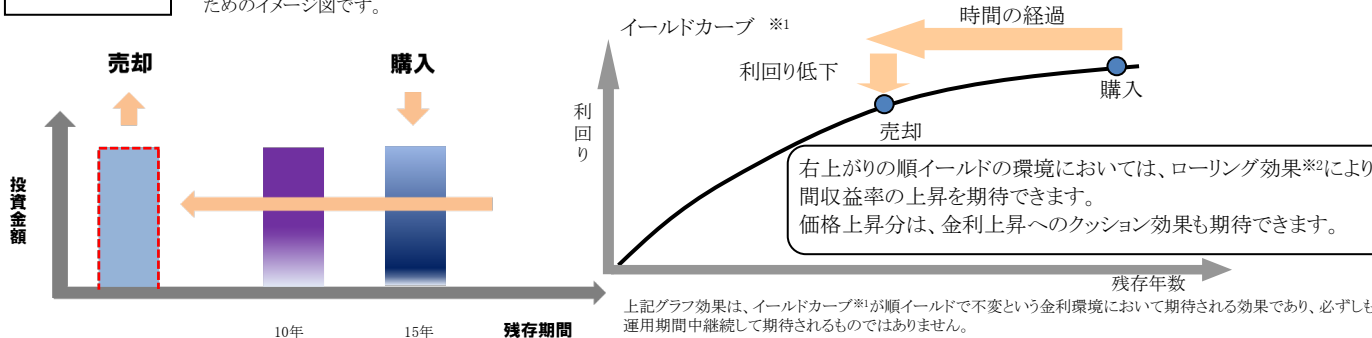 ためのイメージ図です。
売却
購入
投資金額
10年
15年
残存期間
イールドカーブ ※1
時間の経過
利回り低下
購入
利回り
売却
右上がりの順イールドの環境においては、ローリング効果※2により
間収益率の上昇を期待できます。
価格上昇分は、金利上昇へのクッション効果も期待できます。
残存年数
上記グラフ効果は、イールドカーブ※1が順イールドで不変という金利環境において期待される効果であり、必ずしも
運用期間中継続して期待されるものではありません。